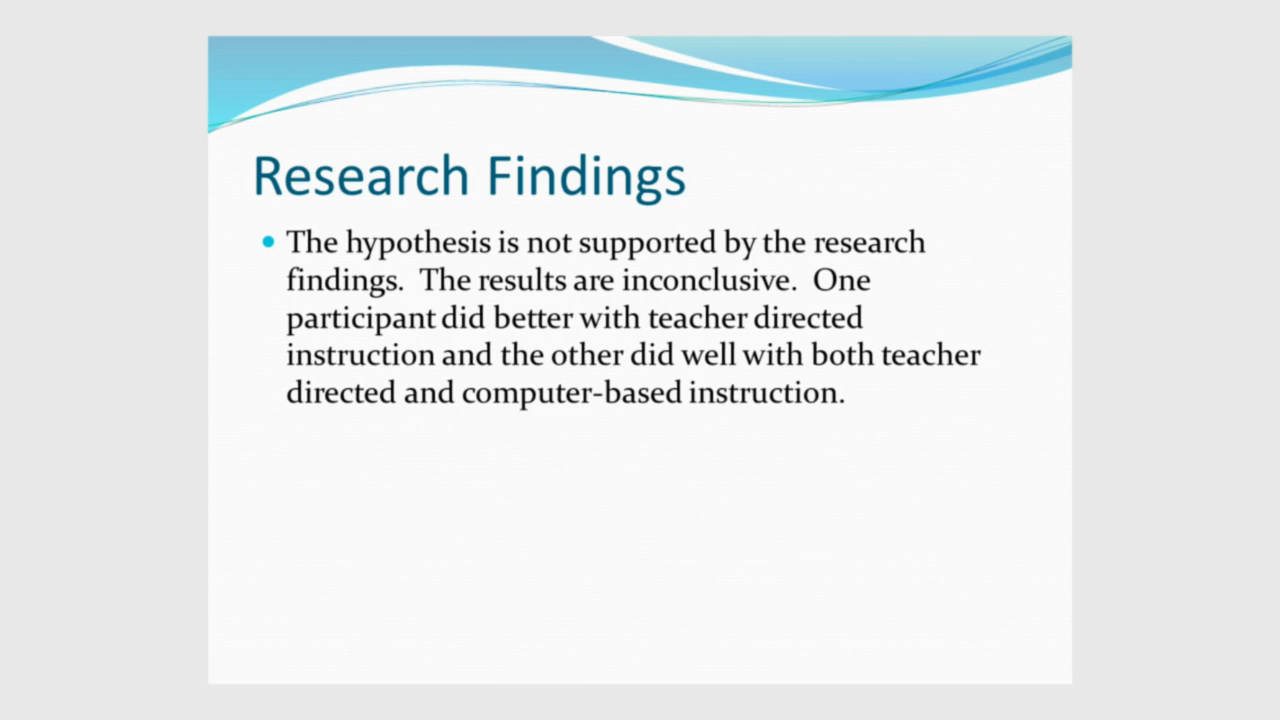 Research Findings
• The hypothesis is not supported by the research
findings.  The results are inconclusive.  One
participant did better with teacher directed
instruction and the other did well with both teacher
directed and computer-based instruction.